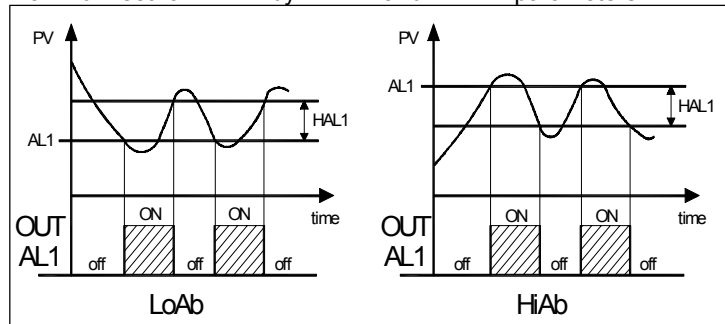 PV
AL1
HAL1
time
OUT
AL1
off ON off ON off
LoAb
PV
AL1
HAL1
time
OUT
AL1
off ON off ON off
HiAb